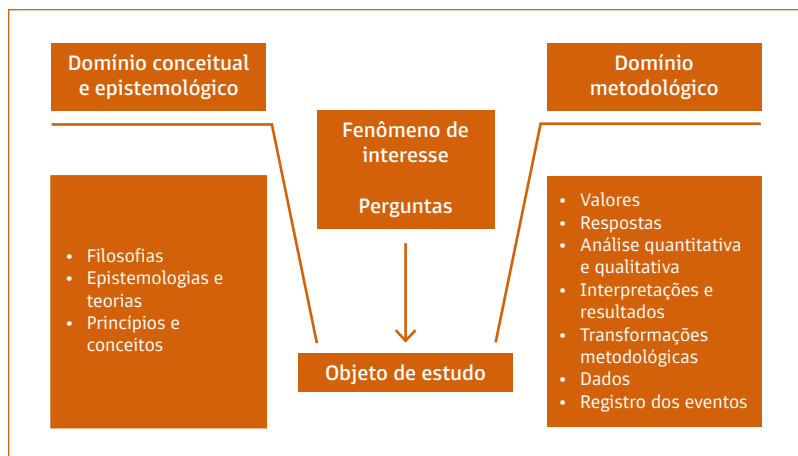 Domínio conceitual
e epistemológico
Fenômeno de
interesse
Perguntas
Domínio
metodológico
• Filosofias
• Epistemologias e
teorias
• Princípios e
conceitos
• Valores
• Respostas
• Análise quantitativa
e qualitativa
• Interpretações e
resultados
• Transformações
metodológicas
• Dados
• Registro dos eventos
Objeto de estudo